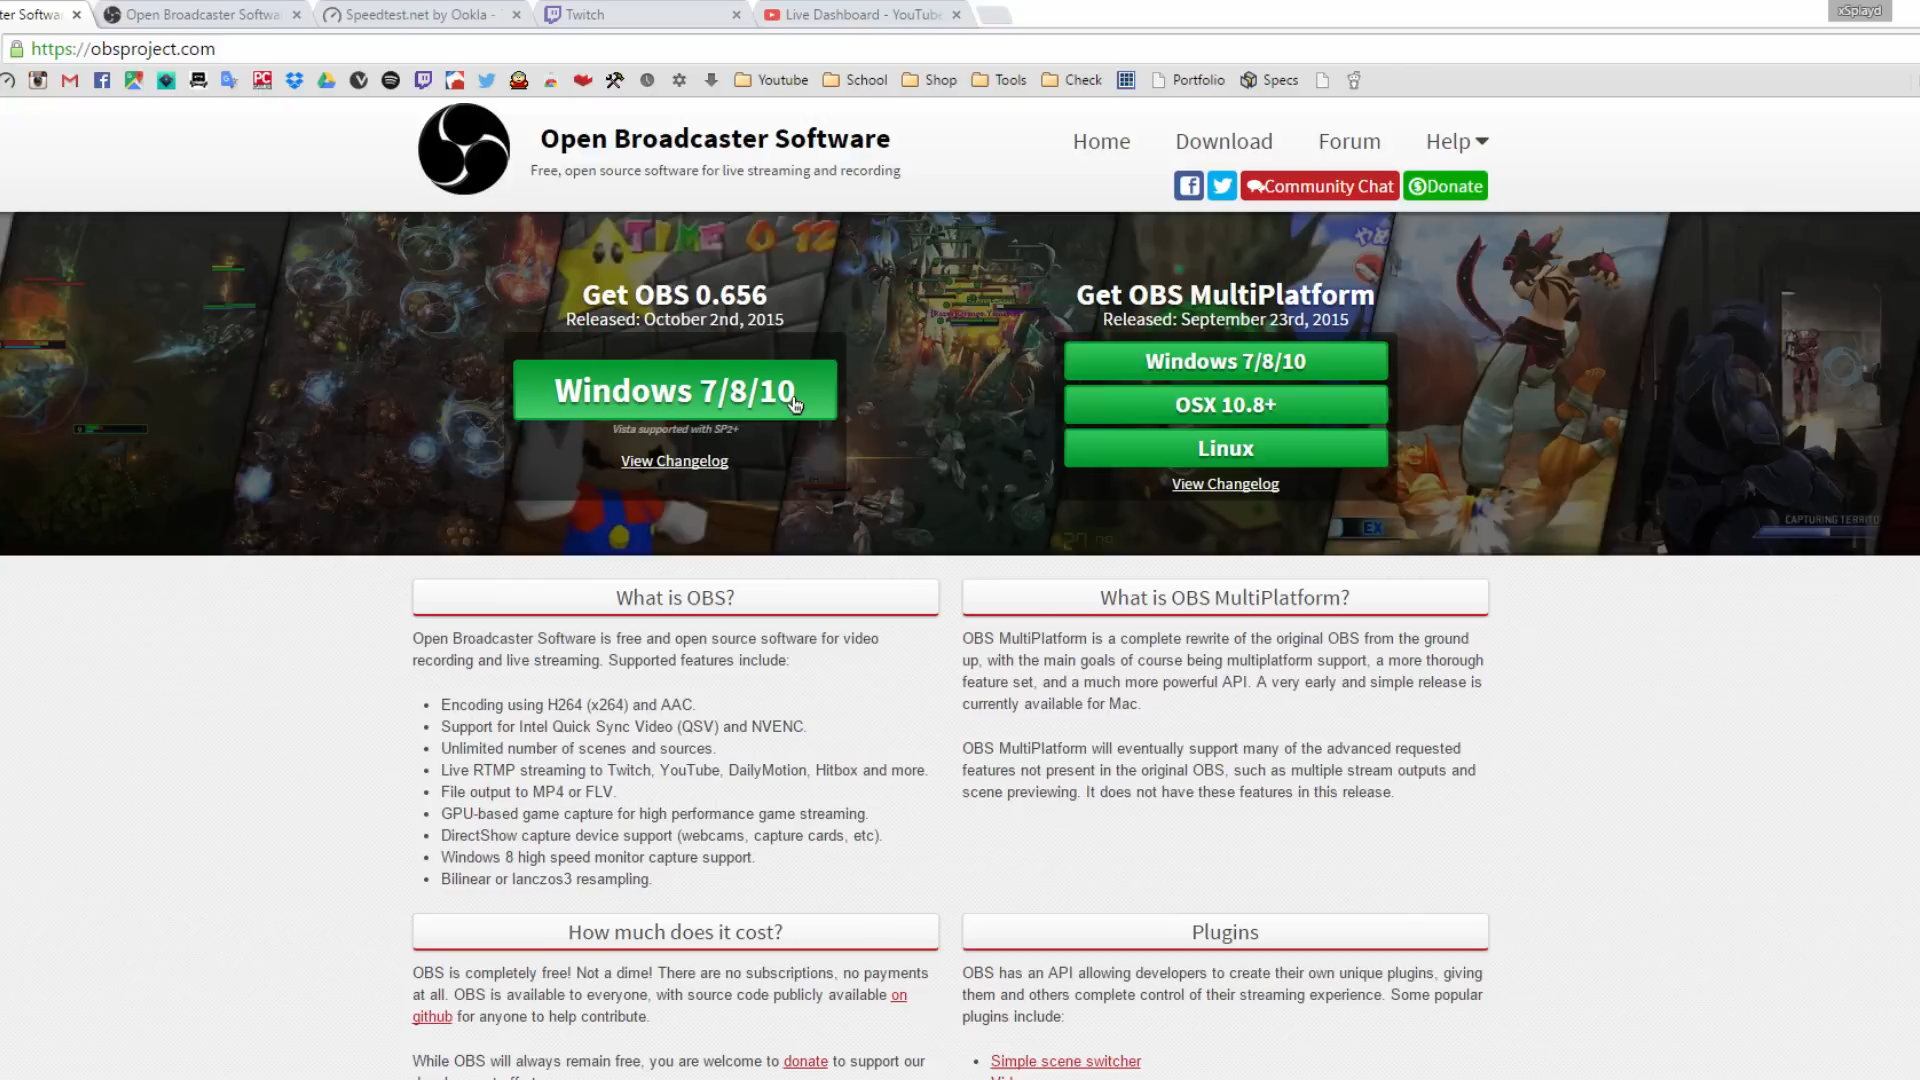 ter Softwa
Open Broadcaster Softwa
Speedtest.net by Ookla -
Twitch
Live Dashboard - YouTube
xSplayd
https://obsproject.com
Youtube
School
Shop
Tools
Check
Portfolio
Specs
Open Broadcaster Software
Free, open source software for live streaming and recording
Home
Download
Forum
Help
Community Chat
Donate
TIME 0 12
Get OBS 0.656
Released: October 2nd, 2015
Windows 7/8/10
Vista supported with SP2+
View Changelog
Get OBS MultiPlatform
Released: September 23rd, 2015
Windows 7/8/10
OSX 10.8+
Linux
View Changelog
EX
CAPTURING TERRITO
What is OBS?
Open Broadcaster Software is free and open source software for video
recording and live streaming. Supported features include:
• Encoding using H264 (x264) and AAC.
• Support for Intel Quick Sync Video (QSV) and NVENC.
• Unlimited number of scenes and sources.
• Live RTMP streaming to Twitch, YouTube, DailyMotion, Hitbox and more.
• File output to MP4 or FLV.
• GPU-based game capture for high performance game streaming.
• DirectShow capture device support (webcams, capture cards, etc).
• Windows 8 high speed monitor capture support.
• Bilinear or lanczos3 resampling.
What is OBS MultiPlatform?
OBS MultiPlatform is a complete rewrite of the original OBS from the ground
up, with the main goals of course being multiplatform support, a more thorough
feature set, and a much more powerful API. A very early and simple release is
currently available for Mac.
OBS MultiPlatform will eventually support many of the advanced requested
features not present in the original OBS, such as multiple stream outputs and
scene previewing. It does not have these features in this release.
How much does it cost?
OBS is completely free! Not a dime! There are no subscriptions, no payments
at all. OBS is available to everyone, with source code publicly available on
github for anyone to help contribute.
While OBS will always remain free, you are welcome to donate to support our
Plugins
OBS has an API allowing developers to create their own unique plugins, giving
them and others complete control of their streaming experience. Some popular
plugins include:
• Simple scene switcher